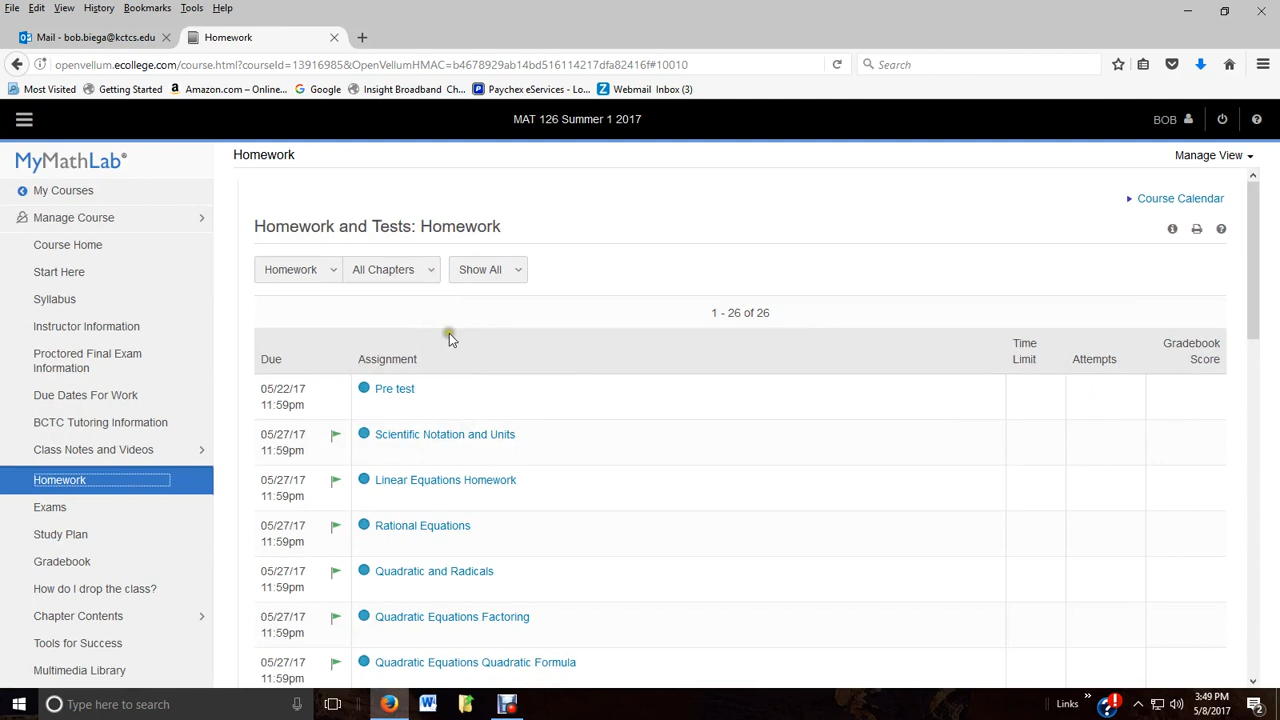 File Edit View History Bookmarks Tools Help
Mail - bob.biega@kctcs.edu
Homework
openvellum.ecollege.com/course.html?courseId=13916985&OpenVellumHMAC=b4678929ab14bd516114217dfa82416f#10010
Search
Most Visited Getting Started Amazon.com – Online... Google Insight Broadband Ch... Paychex eServices - Lo... Webmail Inbox (3)
MAT 126 Summer 1 2017
BOB
MyMathLab®
My Courses
Manage Course
Course Home
Start Here
Syllabus
Instructor Information
Proctored Final Exam
Information
Due Dates For Work
BCTC Tutoring Information
Class Notes and Videos
Homework
Exams
Study Plan
Gradebook
How do I drop the class?
Chapter Contents
Tools for Success
Multimedia Library
Homework
Manage View
Course Calendar
Homework and Tests: Homework
Homework All Chapters Show All
1 - 26 of 26
Due Assignment Time Limit Attempts Gradebook Score
05/22/17 11:59pm Pre test
05/27/17 11:59pm Scientific Notation and Units
05/27/17 11:59pm Linear Equations Homework
05/27/17 11:59pm Rational Equations
05/27/17 11:59pm Quadratic and Radicals
05/27/17 11:59pm Quadratic Equations Factoring
05/27/17 11:59pm Quadratic Equations Quadratic Formula
Type here to search
Links
3:49 PM
5/8/2017
2